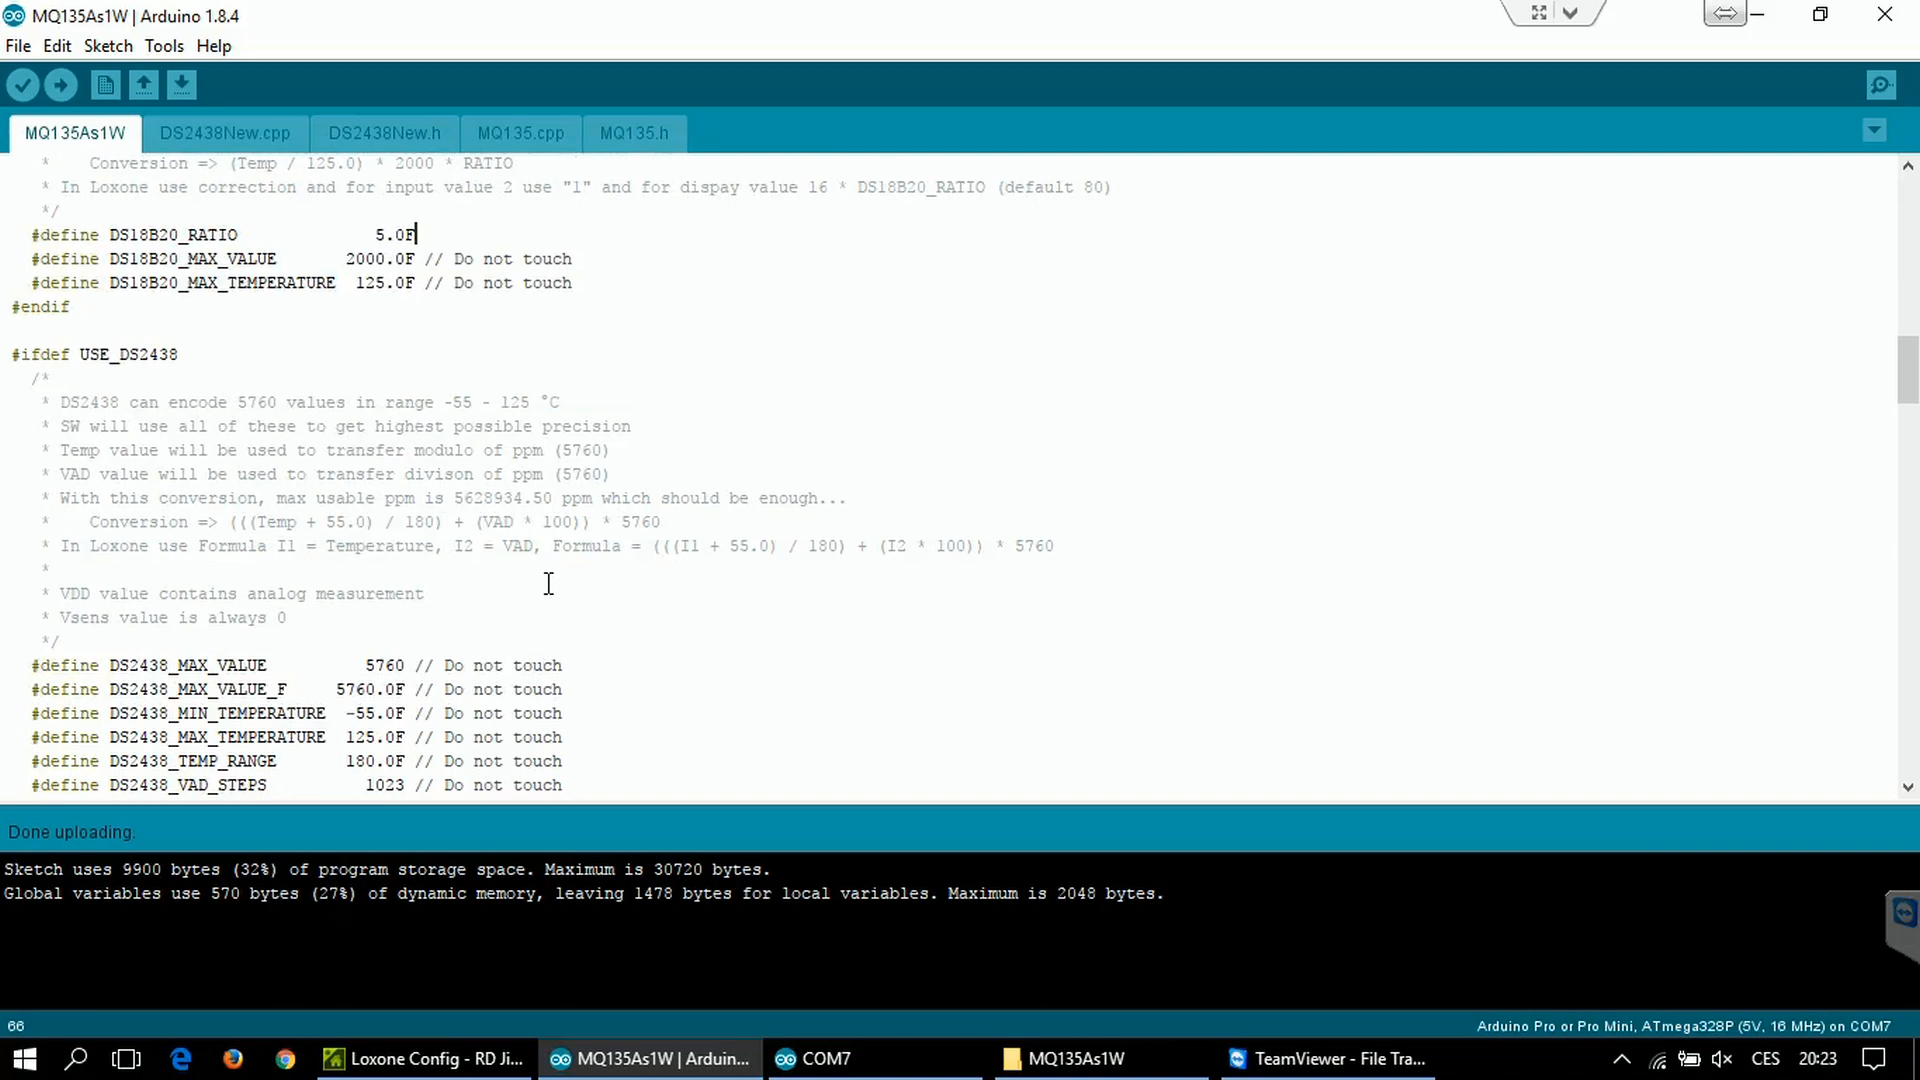 MQ135As1W | Arduino 1.8.4
File Edit Sketch Tools Help
MQ135As1W DS2438New.cpp DS2438New.h MQ135.cpp MQ135.h
* Conversion => (Temp / 125.0) * 2000 * RATIO
* In Loxone use correction and for input value 2 use "1" and for dispay value 16 * DS18B20_RATIO (default 80)
*/
#define DS18B20_RATIO 5.0F
#define DS18B20_MAX_VALUE 2000.0F // Do not touch
#define DS18B20_MAX_TEMPERATURE 125.0F // Do not touch
#endif
#ifdef USE_DS2438
/*
* DS2438 can encode 5760 values in range -55 - 125 °C
* SW will use all of these to get highest possible precision
* Temp value will be used to transfer modulo of ppm (5760)
* VAD value will be used to transfer divison of ppm (5760)
* With this conversion, max usable ppm is 5628934.50 ppm which should be enough...
* Conversion => (((Temp + 55.0) / 180) + (VAD * 100)) * 5760
* In Loxone use Formula I1 = Temperature, I2 = VAD, Formula = (((I1 + 55.0) / 180) + (I2 * 100)) * 5760
*
* VDD value contains analog measurement
* Vsens value is always 0
*/
#define DS2438_MAX_VALUE 5760 // Do not touch
#define DS2438_MAX_VALUE_F 5760.0F // Do not touch
#define DS2438_MIN_TEMPERATURE -55.0F // Do not touch
#define DS2438_MAX_TEMPERATURE 125.0F // Do not touch
#define DS2438_TEMP_RANGE 180.0F // Do not touch
#define DS2438_VAD_STEPS 1023 // Do not touch
Done uploading.
Sketch uses 9900 bytes (32%) of program storage space. Maximum is 30720 bytes.
Global variables use 570 bytes (27%) of dynamic memory, leaving 1478 bytes for local variables. Maximum is 2048 bytes.
66 Arduino Pro or Pro Mini, ATmega328P (5V, 16 MHz) on COM7
Loxone Config - RD Ji... MQ135As1W | Arduin... COM7 MQ135As1W TeamViewer - File Tra... CES 20:23